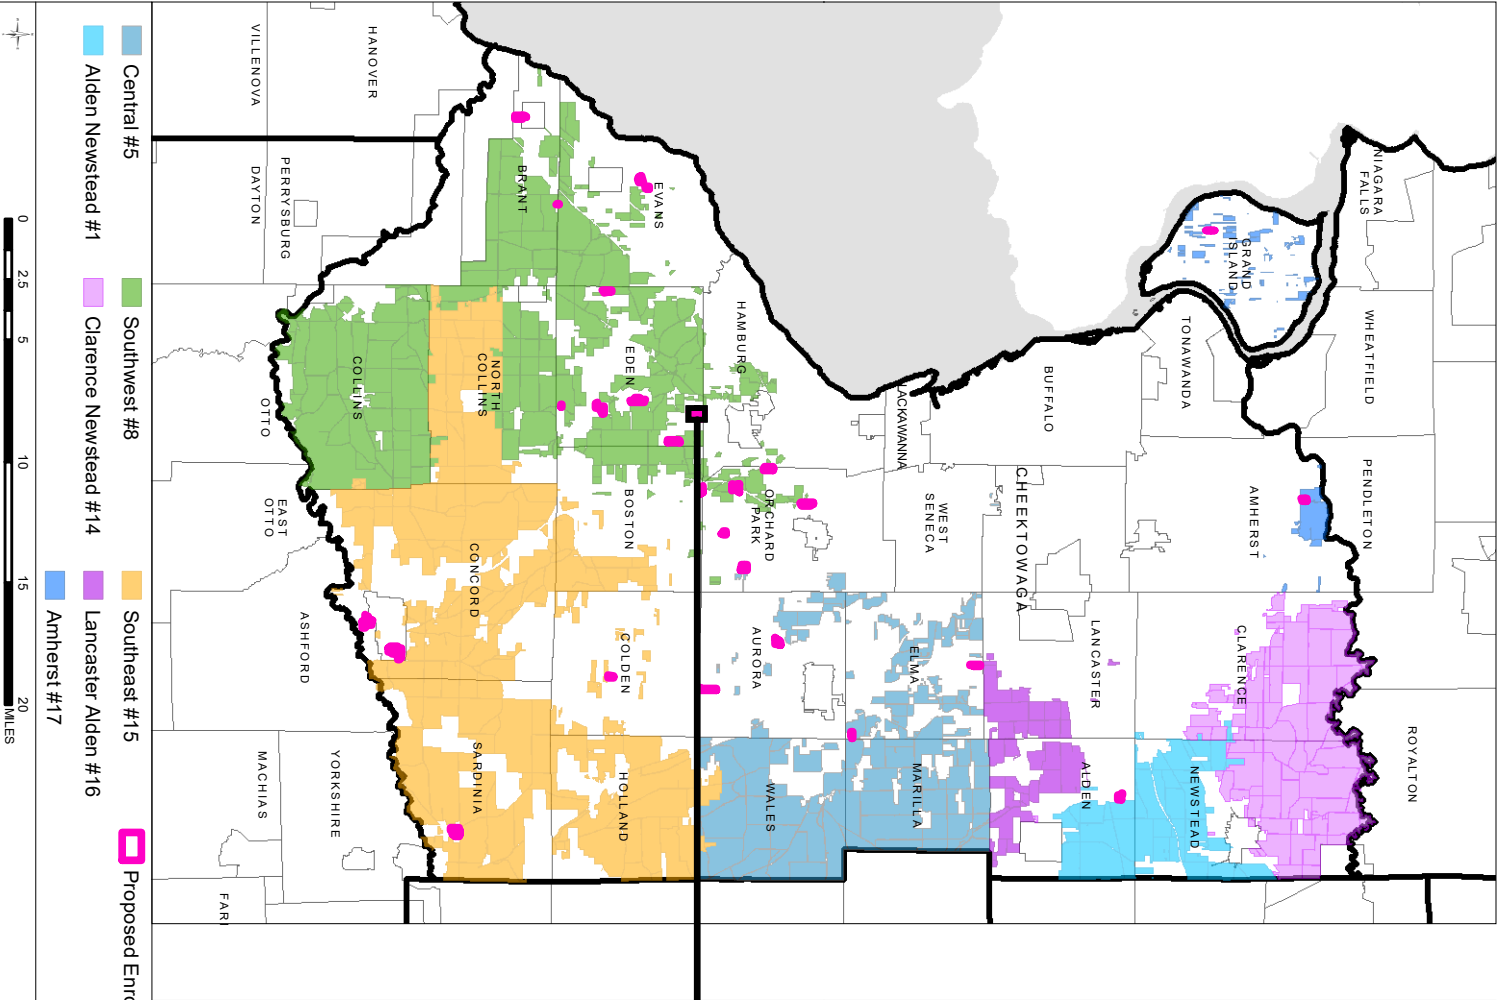 NIAGARA
FALLS
WHEATFIELD
PENDLETON
ROYALTON
GRAND
ISLAND
TONAWANDA
AMHERST
CLARENCE
NEWSTEAD
BUFFALO
CHEEKTOWAGA
LANCASTER
ALDEN
LACKAWANNA
WEST
SENECA
ELMA
MARILLA
HAMBURG
ORCHARD
PARK
AURORA
WALES
EVANS
EDEN
BOSTON
COLDEN
HOLLAND
BRANT
NORTH
COLLINS
CONCORD
SARDINIA
COLLINS
HANOVER
VILLENOVA
PERRYSBURG
DAYTON
OTTO
EAST
OTTO
ASHFORD
YORKSHIRE
MACHIAS
FARI
Central #5
Southwest #8
Southeast #15
Proposed Enro
Alden Newstead #1
Clarence Newstead #14
Lancaster Alden #16
Amherst #17
0 2.5 5 10 15 20
MILES